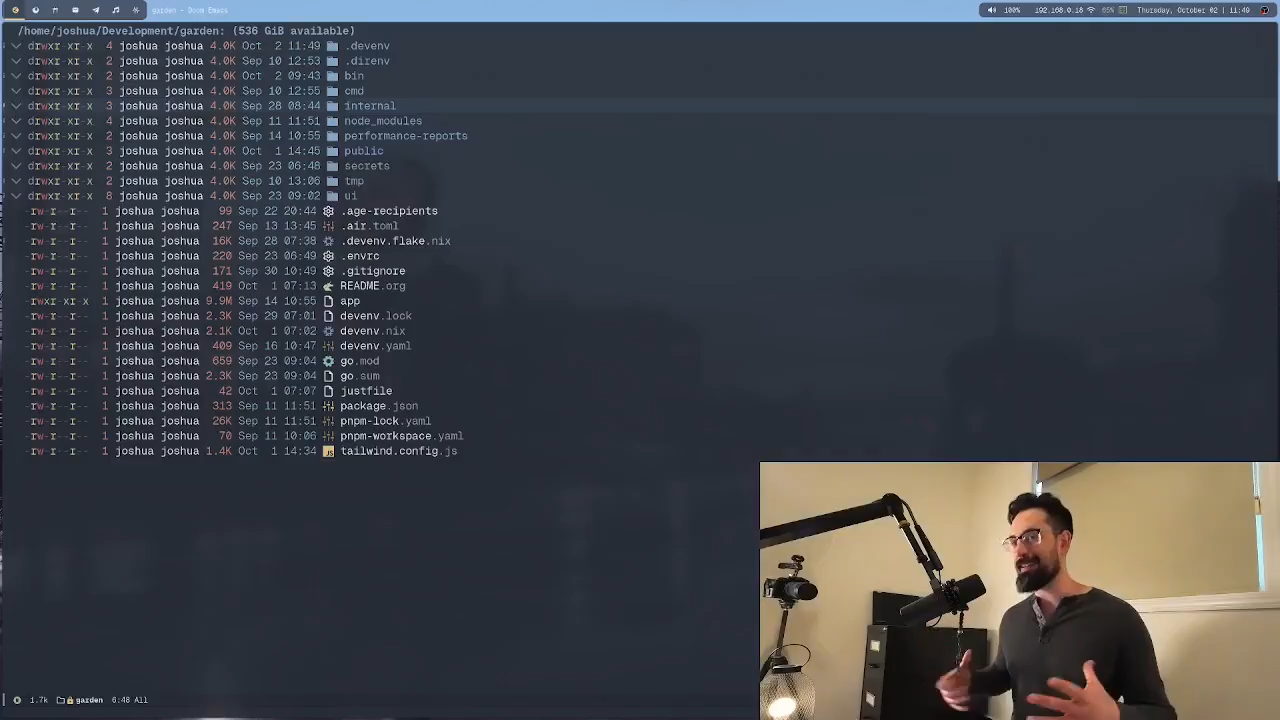 garden - Doom Emacs
100% 192.168.0.18 65% Thursday, October 02 | 11:49
/home/joshua/Development/garden: (536 GiB available)
drwxr-xr-x 4 joshua joshua 4.0K Oct 2 11:49 .devenv
drwxr-xr-x 2 joshua joshua 4.0K Sep 10 12:53 .direnv
drwxr-xr-x 2 joshua joshua 4.0K Oct 2 09:43 bin
drwxr-xr-x 3 joshua joshua 4.0K Sep 10 12:55 cmd
drwxr-xr-x 3 joshua joshua 4.0K Sep 28 08:44 internal
drwxr-xr-x 4 joshua joshua 4.0K Sep 11 11:51 node_modules
drwxr-xr-x 2 joshua joshua 4.0K Sep 14 10:55 performance-reports
drwxr-xr-x 3 joshua joshua 4.0K Oct 1 14:45 public
drwxr-xr-x 2 joshua joshua 4.0K Sep 23 06:48 secrets
drwxr-xr-x 2 joshua joshua 4.0K Sep 10 13:06 tmp
drwxr-xr-x 8 joshua joshua 4.0K Sep 23 09:02 ui
-rw-r--r-- 1 joshua joshua 99 Sep 22 20:44 .age-recipients
-rw-r--r-- 1 joshua joshua 247 Sep 13 13:45 .air.toml
-rw-r--r-- 1 joshua joshua 16K Sep 28 07:38 .devenv.flake.nix
-rw-r--r-- 1 joshua joshua 220 Sep 23 06:49 .envrc
-rw-r--r-- 1 joshua joshua 171 Sep 30 10:49 .gitignore
-rw-r--r-- 1 joshua joshua 419 Oct 1 07:13 README.org
-rwxr-xr-x 1 joshua joshua 9.9M Sep 14 10:55 app
-rw-r--r-- 1 joshua joshua 2.3K Sep 29 07:01 devenv.lock
-rw-r--r-- 1 joshua joshua 2.1K Oct 1 07:02 devenv.nix
-rw-r--r-- 1 joshua joshua 409 Sep 16 10:47 devenv.yaml
-rw-r--r-- 1 joshua joshua 659 Sep 23 09:04 go.mod
-rw-r--r-- 1 joshua joshua 2.3K Sep 23 09:04 go.sum
-rw-r--r-- 1 joshua joshua 42 Oct 1 07:07 justfile
-rw-r--r-- 1 joshua joshua 313 Sep 11 11:51 package.json
-rw-r--r-- 1 joshua joshua 26K Sep 11 11:51 pnpm-lock.yaml
-rw-r--r-- 1 joshua joshua 70 Sep 11 10:06 pnpm-workspace.yaml
-rw-r--r-- 1 joshua joshua 1.4K Oct 1 14:34 JS tailwind.config.js
1.7k garden 6:48 All